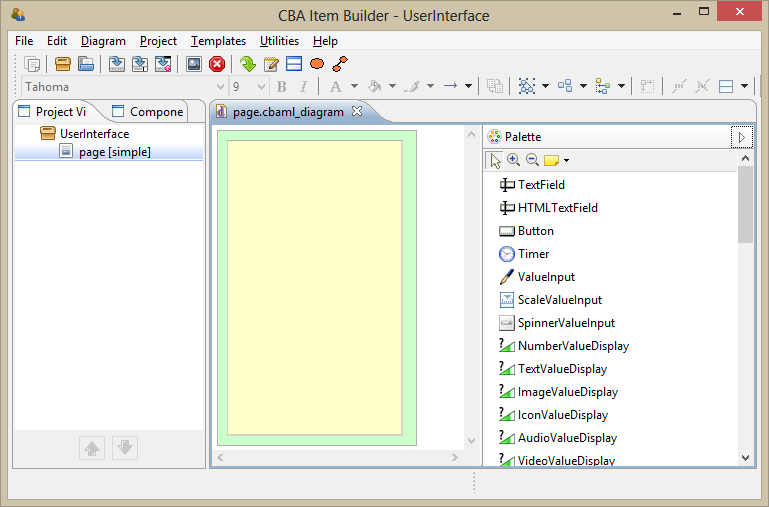 CBA Item Builder - UserInterface
File Edit Diagram Project Templates Utilities Help
Tahoma 9 B I A
Project Vi Compone page.cbaml_diagram
UserInterface
page [simple]
Palette
TextField
HTMLTextField
Button
Timer
ValueInput
ScaleValueInput
SpinnerValueInput
NumberValueDisplay
TextValueDisplay
ImageValueDisplay
IconValueDisplay
AudioValueDisplay
VideoValueDisplay